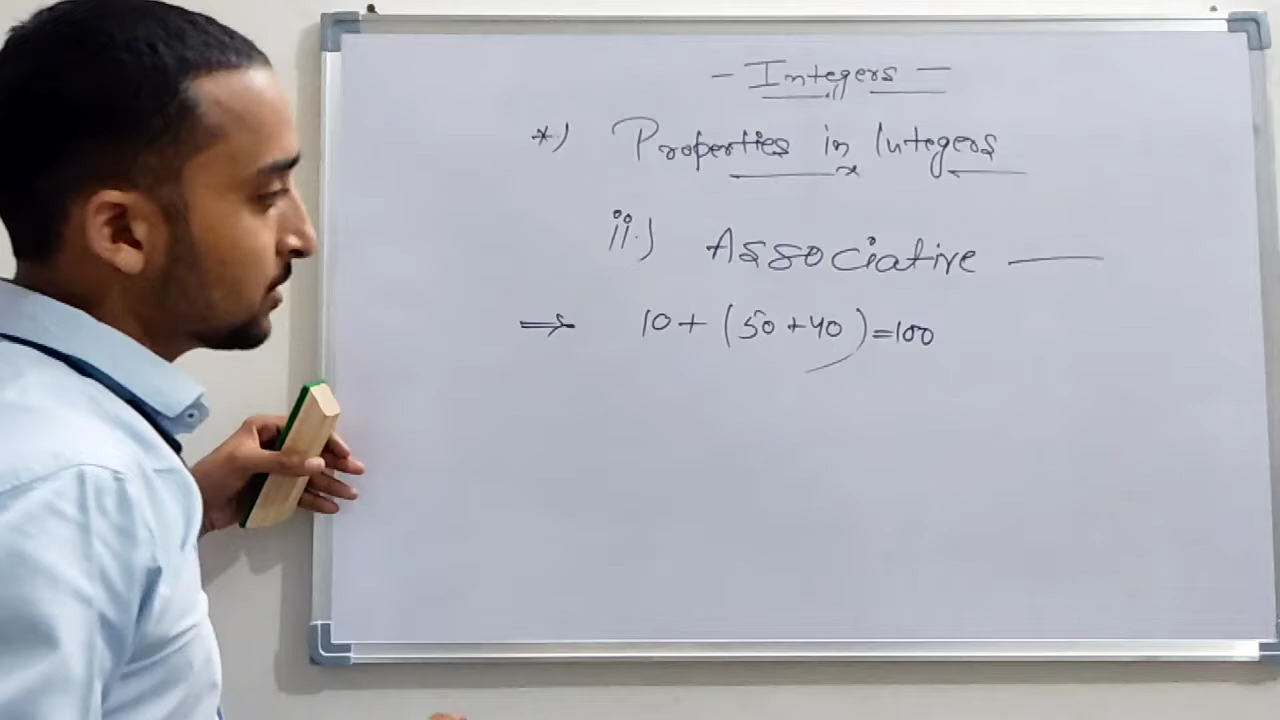 - Integers -
*) Properties in Integers
ii.) Associative —
⇒ 10 + (50 + 40) = 100